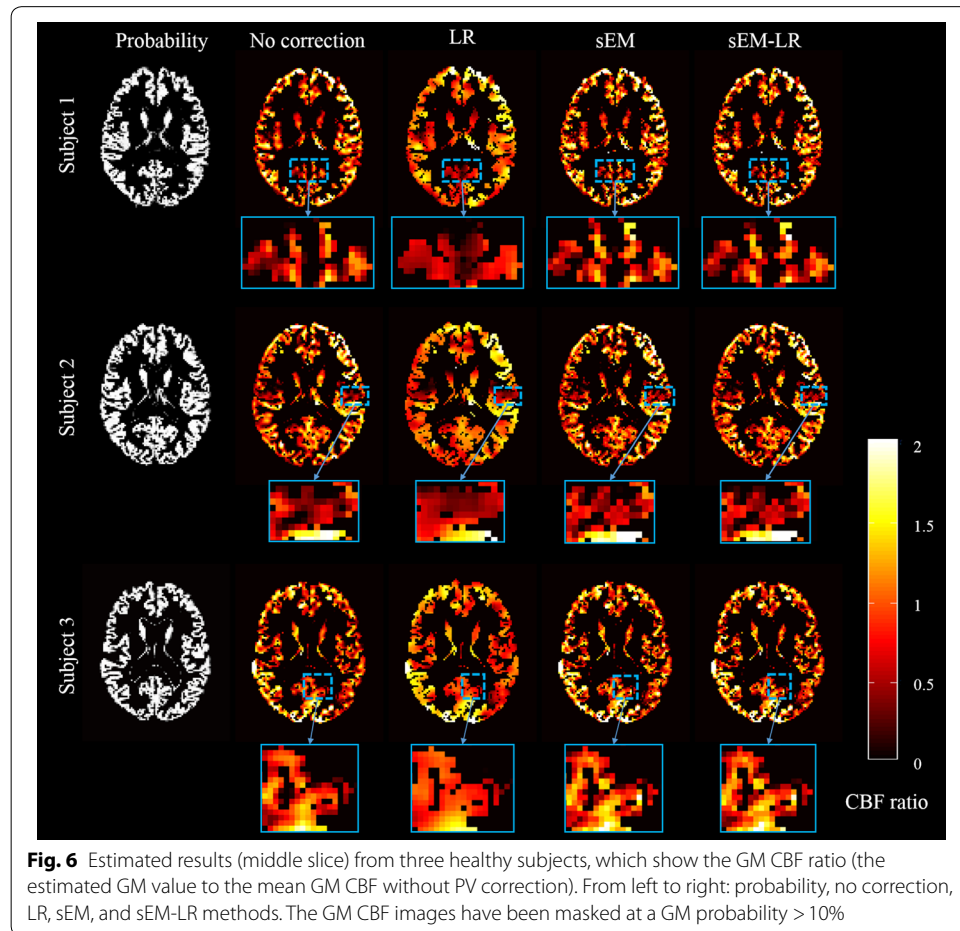 Probability No correction LR sEM sEM-LR
Subject 1
Subject 2
Subject 3
2
1.5
1
0.5
0
CBF ratio
Fig. 6 Estimated results (middle slice) from three healthy subjects, which show the GM CBF ratio (the
estimated GM value to the mean GM CBF without PV correction). From left to right: probability, no correction,
LR, sEM, and sEM-LR methods. The GM CBF images have been masked at a GM probability > 10%